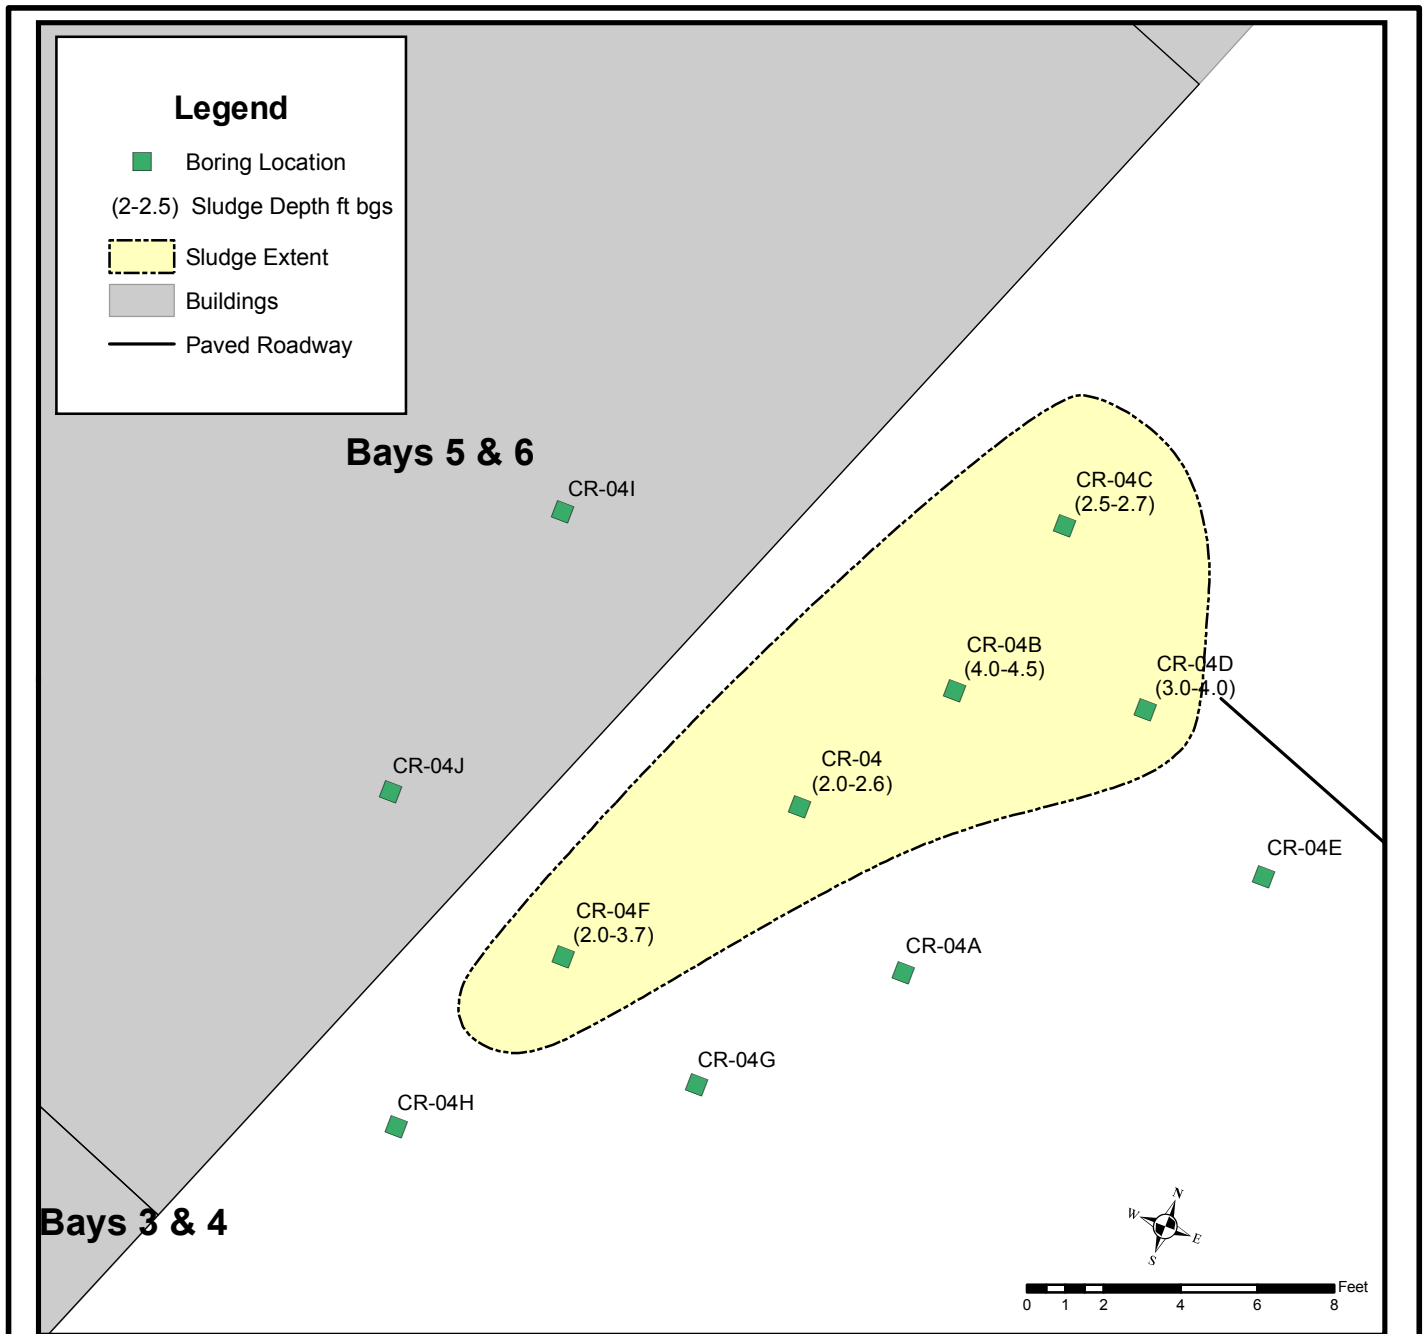 Legend
Boring Location
(2-2.5) Sludge Depth ft bgs
Sludge Extent
Buildings
Paved Roadway
Bays 5 & 6
CR-04I
CR-04C
(2.5-2.7)
CR-04B
(4.0-4.5)
CR-04D
(3.0-4.0)
CR-04J
CR-04
(2.0-2.6)
CR-04E
CR-04F
(2.0-3.7)
CR-04A
CR-04G
CR-04H
Bays 3 & 4
N
W
E
S
Feet
0 1 2 4 6 8